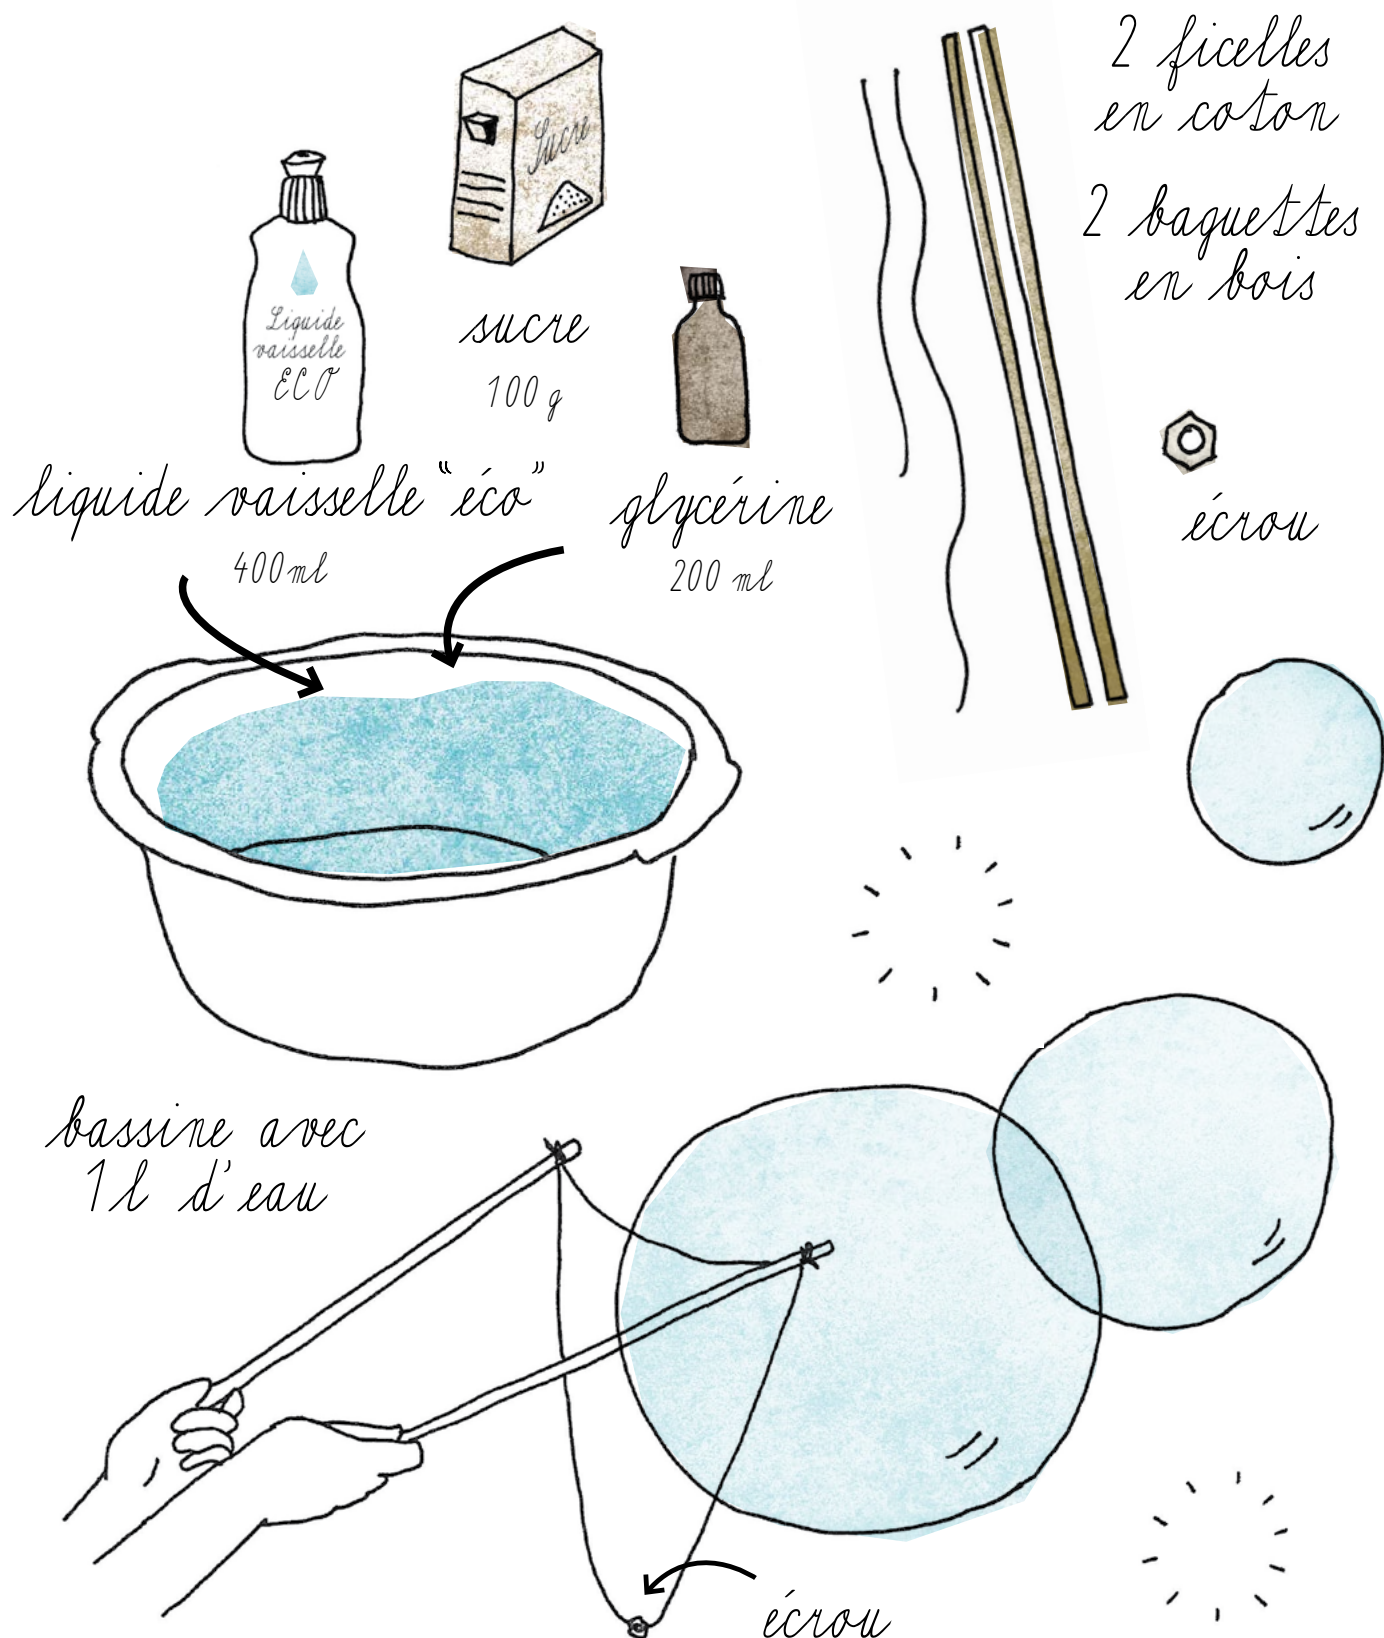 2 ficelles
en coton
2 baguettes
en bois
Sucre
Liquide
vaisselle
ECO
sucre
100 g
liquide vaisselle "éco"
400 ml
glycérine
200 ml
écrou
bassine avec
1 l d'eau
écrou